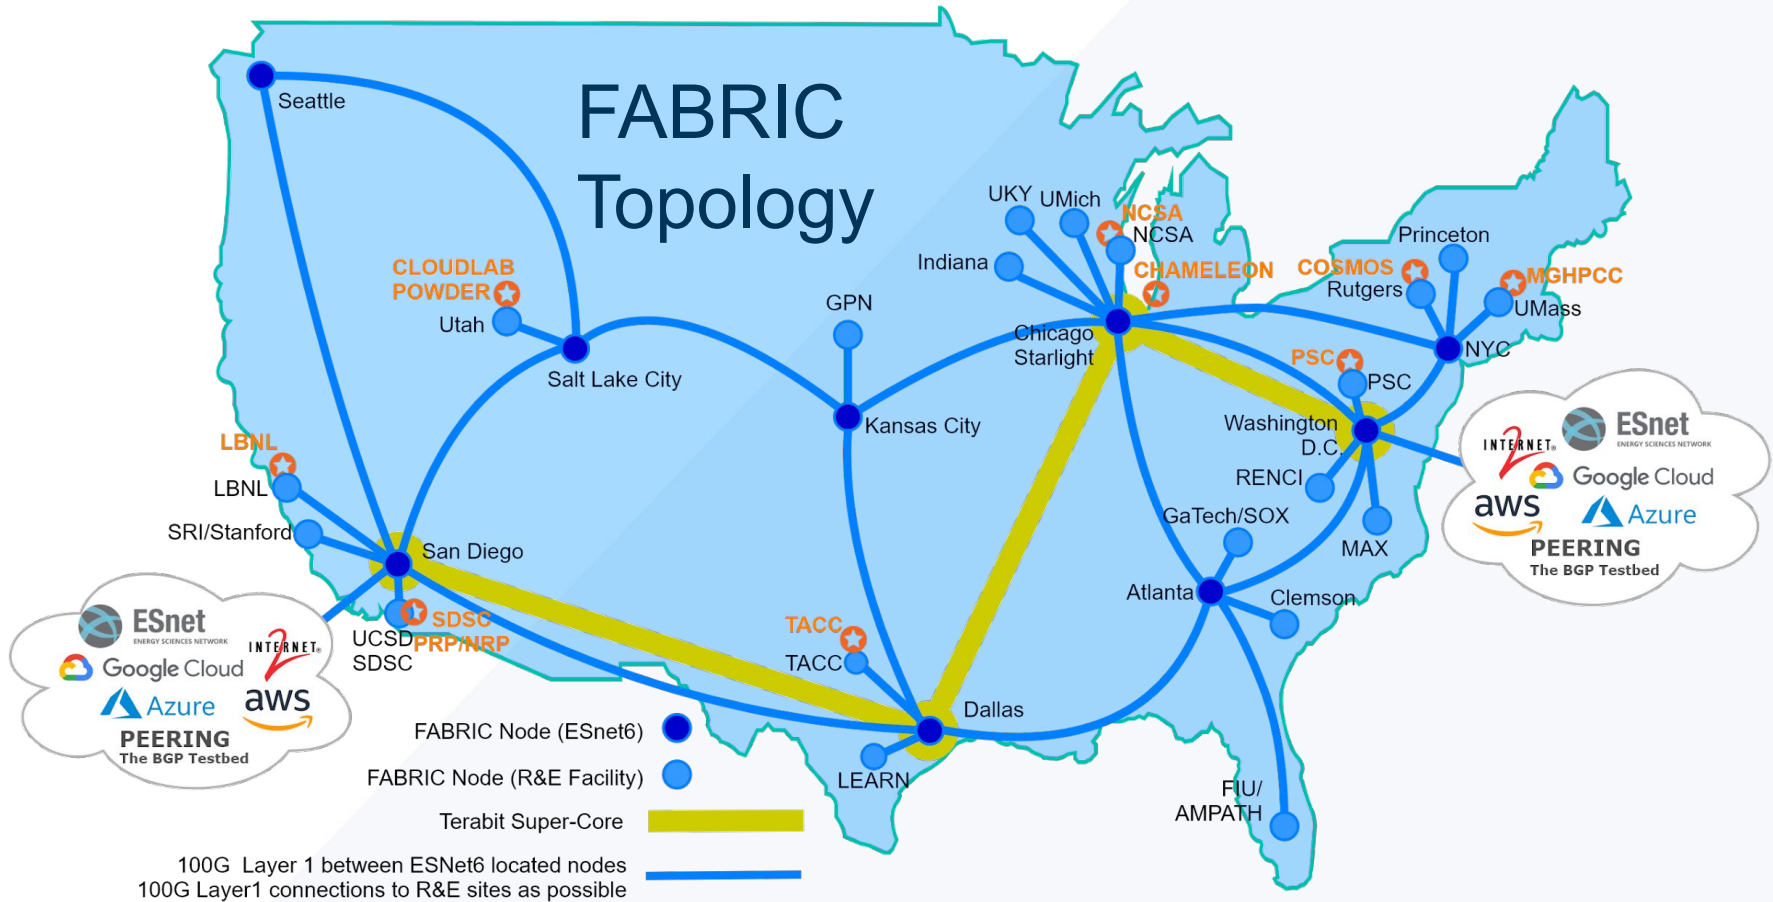 FABRIC
Topology
Seattle
CLOUDLAB
POWDER
Utah
Salt Lake City
GPN
Kansas City
UKY
UMich
NCSA
NCSA
Indiana
CHAMELEON
Chicago
Starlight
Princeton
COSMOS
Rutgers
MGHPCC
UMass
NYC
PSC
PSC
Washington
D.C.
RENCI
MAX
GaTech/SOX
Atlanta
Clemson
FIU/
AMPATH
LBNL
LBNL
SRI/Stanford
San Diego
UCSD
SDSC
SDSC
PRP/NRP
TACC
TACC
Dallas
LEARN
ESnet
ENERGY SCIENCES NETWORK
INTERNET®
2
Google Cloud
aws
Azure
PEERING
The BGP Testbed
ESnet
ENERGY SCIENCES NETWORK
INTERNET®
2
Google Cloud
Azure
aws
PEERING
The BGP Testbed
FABRIC Node (ESnet6)
FABRIC Node (R&E Facility)
Terabit Super-Core
100G Layer 1 between ESNet6 located nodes
100G Layer1 connections to R&E sites as possible